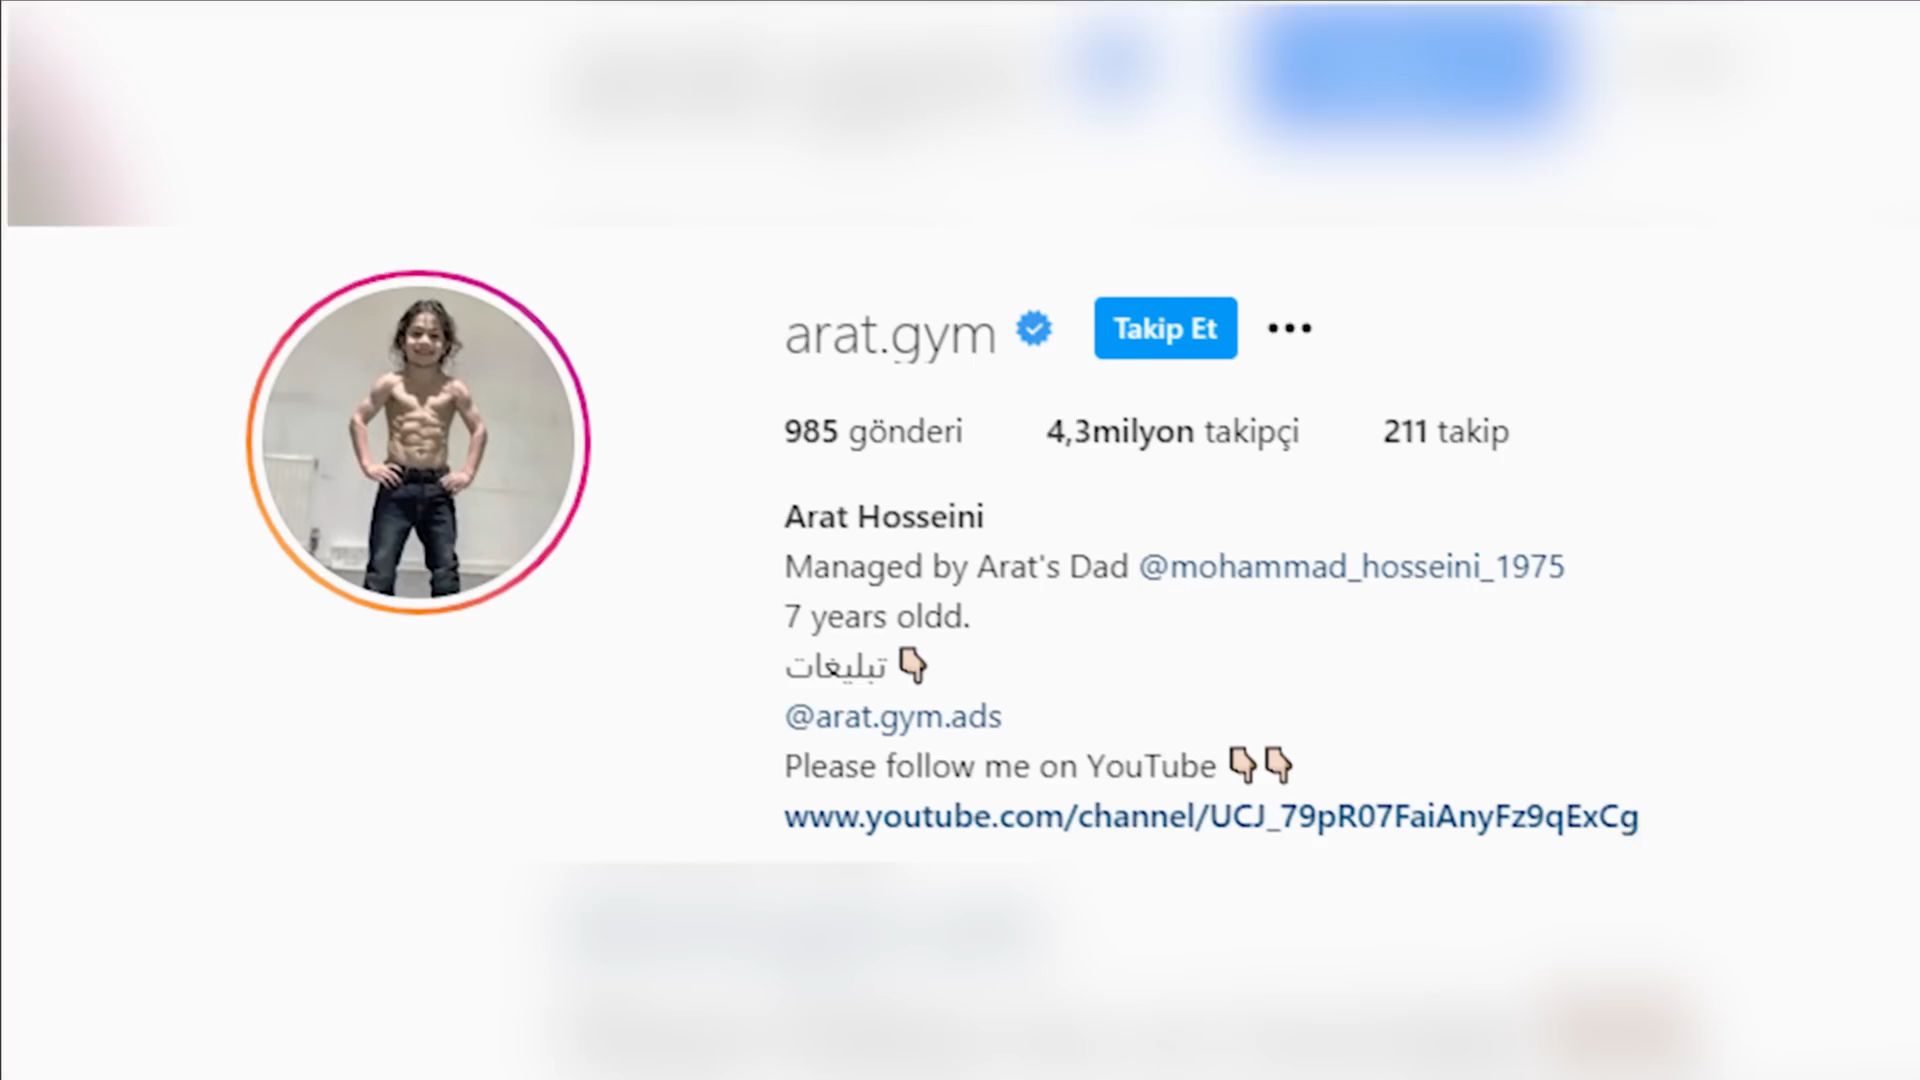 arat.gym Takip Et
985 gönderi 4,3milyon takipçi 211 takip
Arat Hosseini
Managed by Arat's Dad @mohammad_hosseini_1975
7 years oldd.
تبلیغات 👇🏻
@arat.gym.ads
Please follow me on YouTube 👇🏻👇🏻
www.youtube.com/channel/UCJ_79pR07FaiAnyFz9qExCg